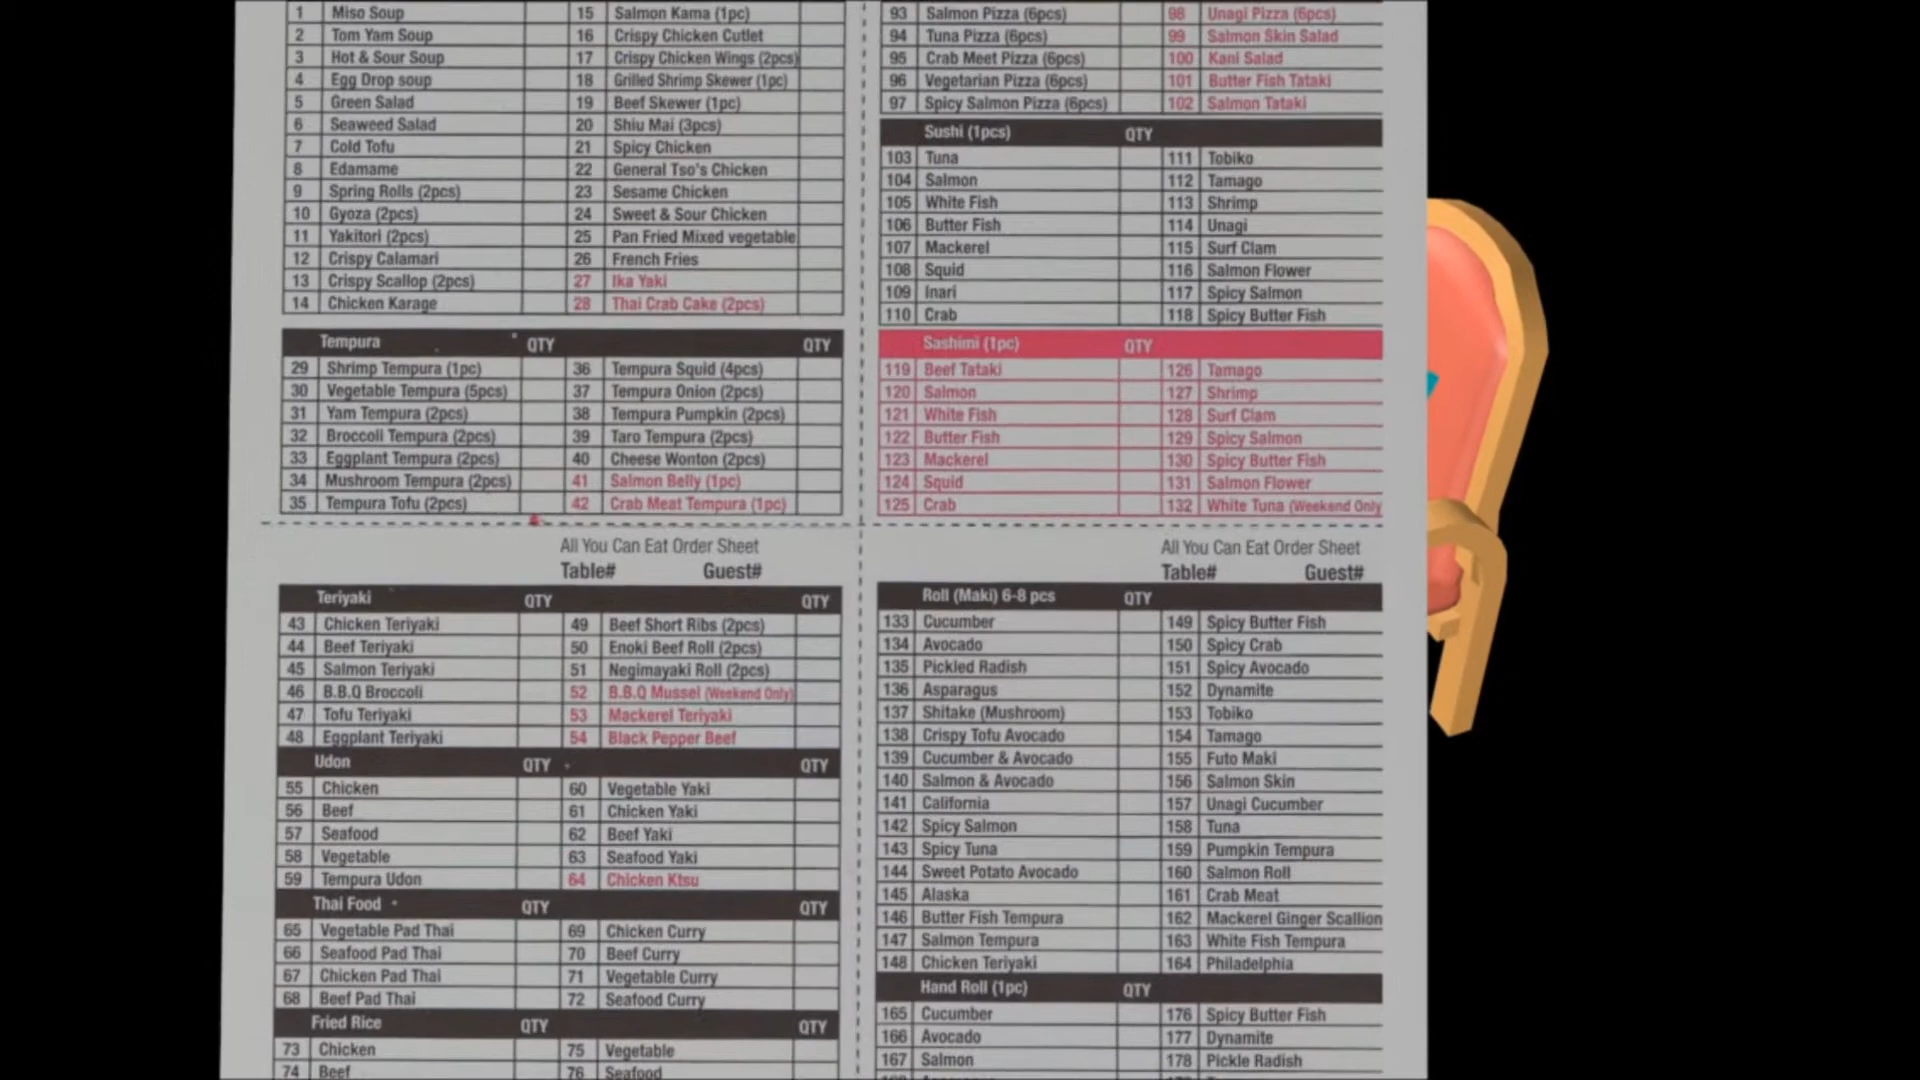 1 Miso Soup 15 Salmon Kama (1pc)
2 Tom Yam Soup 16 Crispy Chicken Cutlet
3 Hot & Sour Soup 17 Crispy Chicken Wings (2pcs)
4 Egg Drop soup 18 Grilled Shrimp Skewer (1pc)
5 Green Salad 19 Beef Skewer (1pc)
6 Seaweed Salad 20 Shiu Mai (3pcs)
7 Cold Tofu 21 Spicy Chicken
8 Edamame 22 General Tso's Chicken
9 Spring Rolls (2pcs) 23 Sesame Chicken
10 Gyoza (2pcs) 24 Sweet & Sour Chicken
11 Yakitori (2pcs) 25 Pan Fried Mixed vegetable
12 Crispy Calamari 26 French Fries
13 Crispy Scallop (2pcs) 27 Ika Yaki
14 Chicken Karage 28 Thai Crab Cake (2pcs)
Tempura QTY QTY
29 Shrimp Tempura (1pc) 36 Tempura Squid (4pcs)
30 Vegetable Tempura (5pcs) 37 Tempura Onion (2pcs)
31 Yam Tempura (2pcs) 38 Tempura Pumpkin (2pcs)
32 Broccoli Tempura (2pcs) 39 Taro Tempura (2pcs)
33 Eggplant Tempura (2pcs) 40 Cheese Wonton (2pcs)
34 Mushroom Tempura (2pcs) 41 Salmon Belly (1pc)
35 Tempura Tofu (2pcs) 42 Crab Meat Tempura (1pc)
93 Salmon Pizza (6pcs) 98 Unagi Pizza (6pcs)
94 Tuna Pizza (6pcs) 99 Salmon Skin Salad
95 Crab Meet Pizza (6pcs) 100 Kani Salad
96 Vegetarian Pizza (6pcs) 101 Butter Fish Tataki
97 Spicy Salmon Pizza (6pcs) 102 Salmon Tataki
Sushi (1pcs) QTY
103 Tuna 111 Tobiko
104 Salmon 112 Tamago
105 White Fish 113 Shrimp
106 Butter Fish 114 Unagi
107 Mackerel 115 Surf Clam
108 Squid 116 Salmon Flower
109 Inari 117 Spicy Salmon
110 Crab 118 Spicy Butter Fish
Sashimi (1pc) QTY
119 Beef Tataki 126 Tamago
120 Salmon 127 Shrimp
121 White Fish 128 Surf Clam
122 Butter Fish 129 Spicy Salmon
123 Mackerel 130 Spicy Butter Fish
124 Squid 131 Salmon Flower
125 Crab 132 White Tuna (Weekend Only
All You Can Eat Order Sheet
Table# Guest#
Teriyaki QTY QTY
43 Chicken Teriyaki 49 Beef Short Ribs (2pcs)
44 Beef Teriyaki 50 Enoki Beef Roll (2pcs)
45 Salmon Teriyaki 51 Negimayaki Roll (2pcs)
46 B.B.Q Broccoli 52 B.B.Q Mussel (Weekend Only)
47 Tofu Teriyaki 53 Mackerel Teriyaki
48 Eggplant Teriyaki 54 Black Pepper Beef
Udon QTY QTY
55 Chicken 60 Vegetable Yaki
56 Beef 61 Chicken Yaki
57 Seafood 62 Beef Yaki
58 Vegetable 63 Seafood Yaki
59 Tempura Udon 64 Chicken Ktsu
Thai Food QTY QTY
65 Vegetable Pad Thai 69 Chicken Curry
66 Seafood Pad Thai 70 Beef Curry
67 Chicken Pad Thai 71 Vegetable Curry
68 Beef Pad Thai 72 Seafood Curry
Fried Rice QTY QTY
73 Chicken 75 Vegetable
74 Beef 76 Seafood
All You Can Eat Order Sheet
Table# Guest#
Roll (Maki) 6-8 pcs QTY
133 Cucumber 149 Spicy Butter Fish
134 Avocado 150 Spicy Crab
135 Pickled Radish 151 Spicy Avocado
136 Asparagus 152 Dynamite
137 Shitake (Mushroom) 153 Tobiko
138 Crispy Tofu Avocado 154 Tamago
139 Cucumber & Avocado 155 Futo Maki
140 Salmon & Avocado 156 Salmon Skin
141 California 157 Unagi Cucumber
142 Spicy Salmon 158 Tuna
143 Spicy Tuna 159 Pumpkin Tempura
144 Sweet Potato Avocado 160 Salmon Roll
145 Alaska 161 Crab Meat
146 Butter Fish Tempura 162 Mackerel Ginger Scallion
147 Salmon Tempura 163 White Fish Tempura
148 Chicken Teriyaki 164 Philadelphia
Hand Roll (1pc) QTY
165 Cucumber 176 Spicy Butter Fish
166 Avocado 177 Dynamite
167 Salmon 178 Pickle Radish